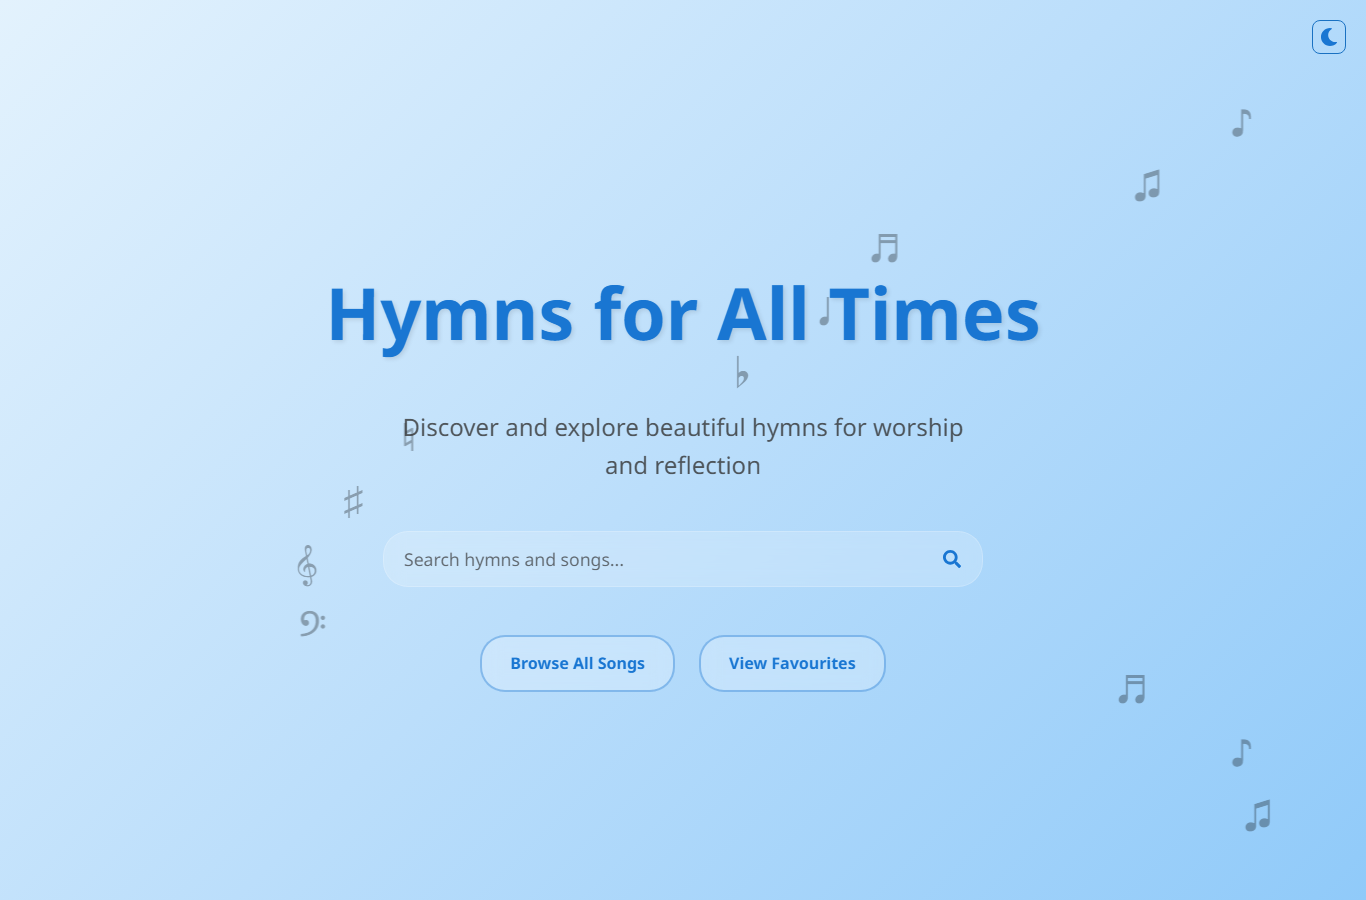 Hymns for All Times
Discover and explore beautiful hymns for worship
and reflection
Search hymns and songs...
Browse All Songs
View Favourites